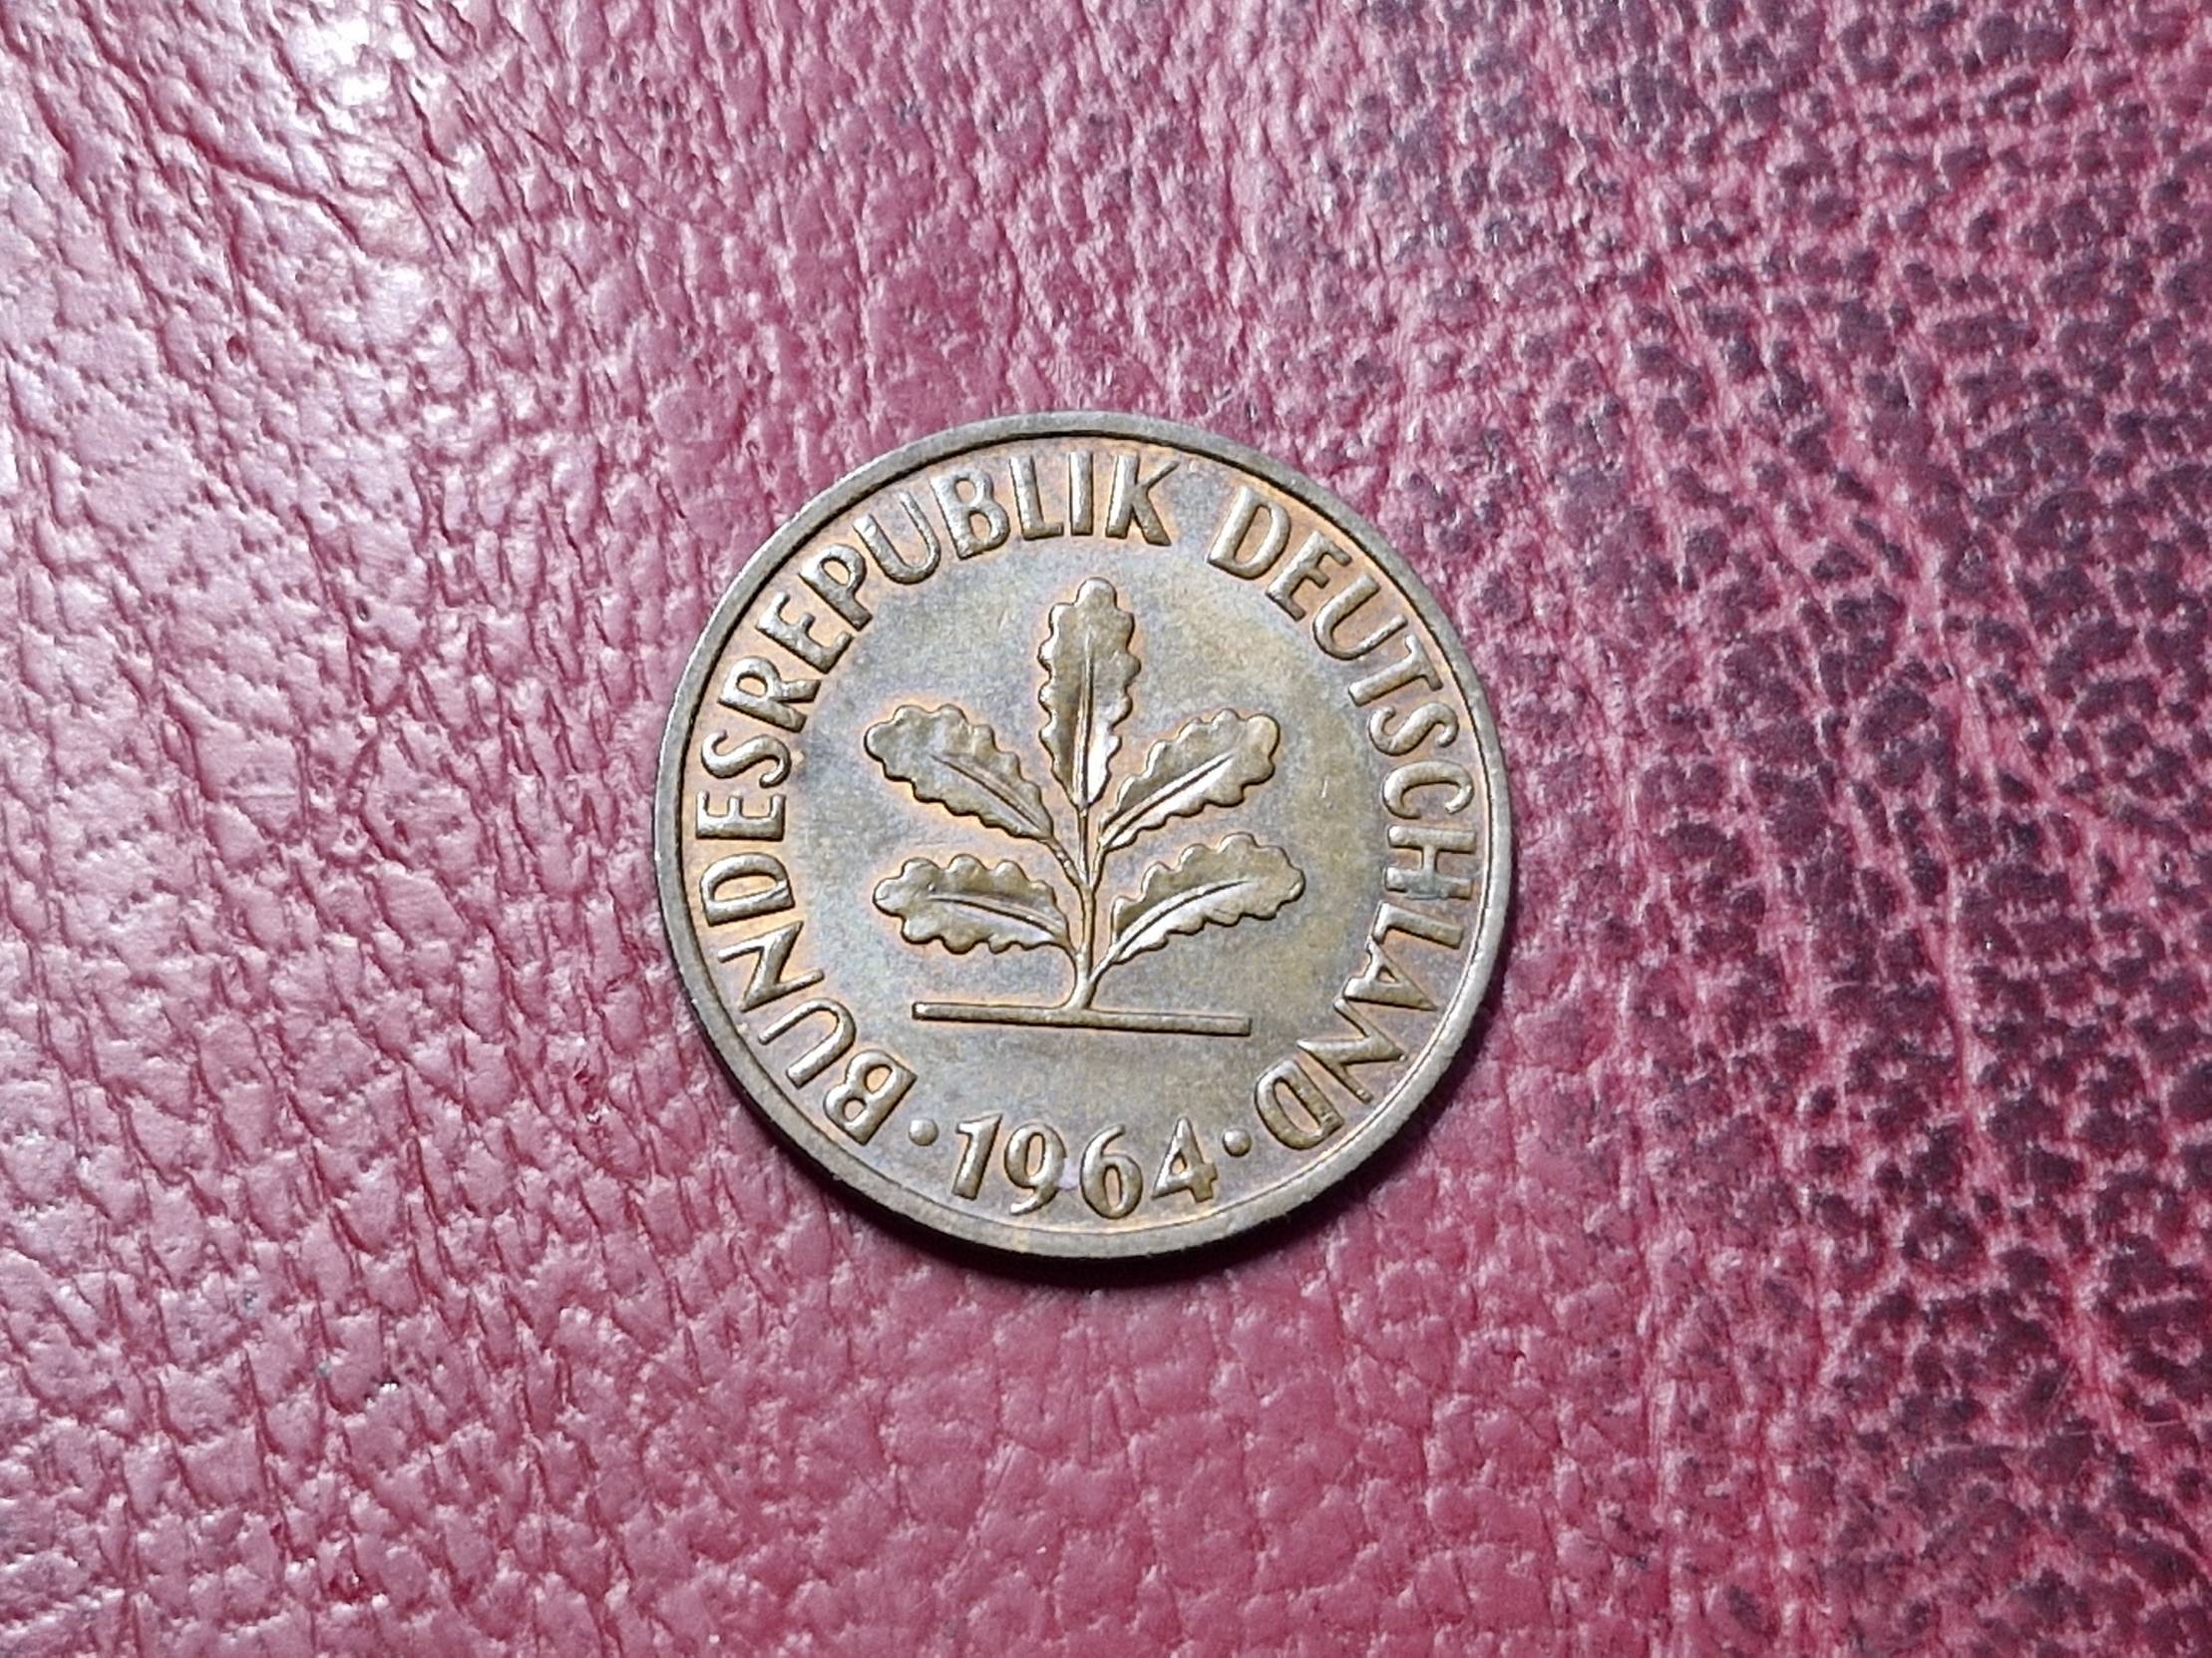 BUNDESREPUBLIK DEUTSCHLAND
·1964·